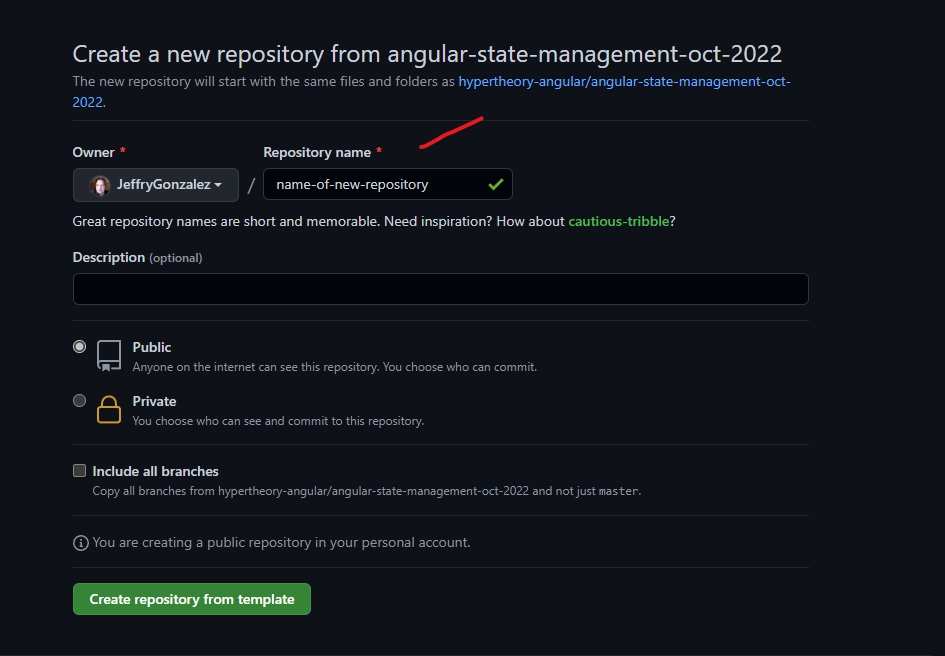 Create a new repository from angular-state-management-oct-2022
The new repository will start with the same files and folders as hypertheory-angular/angular-state-management-oct-
2022.
Owner * Repository name *
JeffryGonzalez / name-of-new-repository
Great repository names are short and memorable. Need inspiration? How about cautious-tribble?
Description (optional)
Public
Anyone on the internet can see this repository. You choose who can commit.
Private
You choose who can see and commit to this repository.
Include all branches
Copy all branches from hypertheory-angular/angular-state-management-oct-2022 and not just master.
You are creating a public repository in your personal account.
Create repository from template